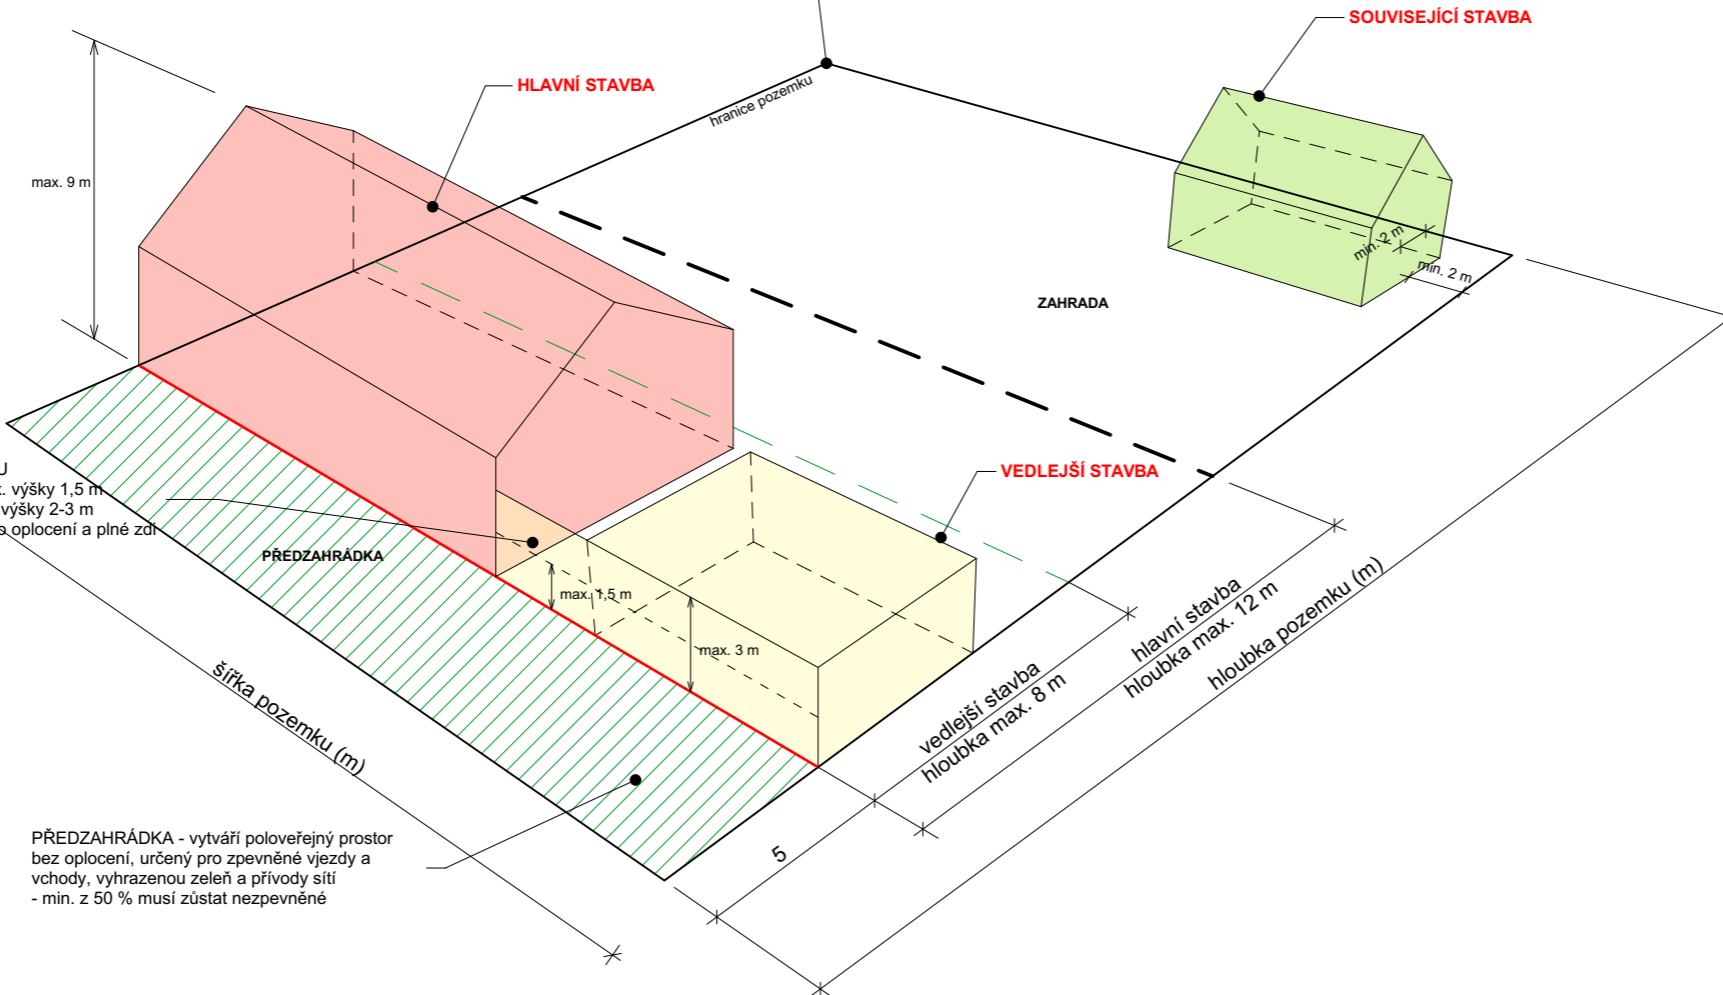 SOUVISEJÍCÍ STAVBA
HLAVNÍ STAVBA
hranice pozemku
max. 9 m
min. 2 m
min. 2 m
ZAHRADA
VEDLEJŠÍ STAVBA
výšky 1,5 m
výšky 2-3 m
oplocení a plné zdí
PŘEDZAHRÁDKA
max. 1,5 m
max. 3 m
hlavní stavba
hloubka max. 12 m
hloubka pozemku (m)
vedlejší stavba
hloubka max. 8 m
šířka pozemku (m)
5
PŘEDZAHRÁDKA - vytváří poloveřejný prostor
bez oplocení, určený pro zpevněné vjezdy a
vchody, vyhrazenou zeleň a přívody sítí
- min. z 50 % musí zůstat nezpevněné